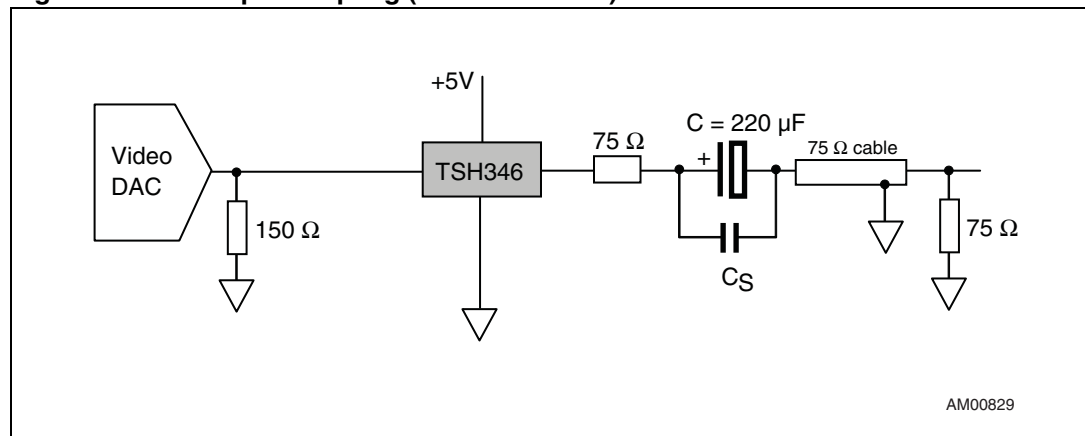 +5V
Video
DAC
TSH346
150 Ω
75 Ω
C = 220 µF
+
CS
75 Ω cable
75 Ω
AM00829